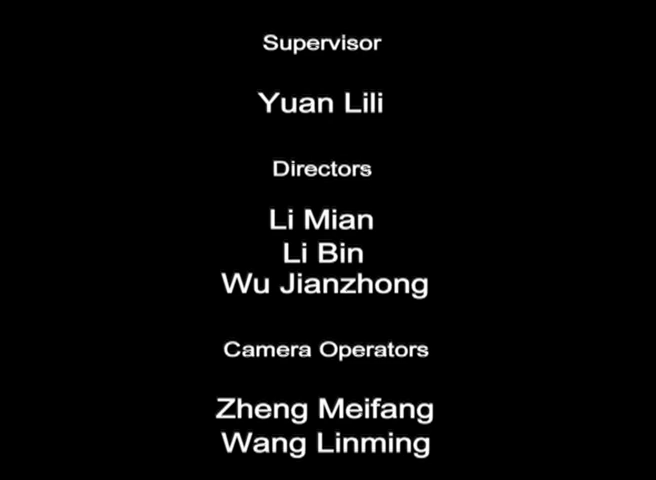 Supervisor
Yuan Lili
Directors
Li Mian
Li Bin
Wu Jianzhong
Camera Operators
Zheng Meifang
Wang Linming